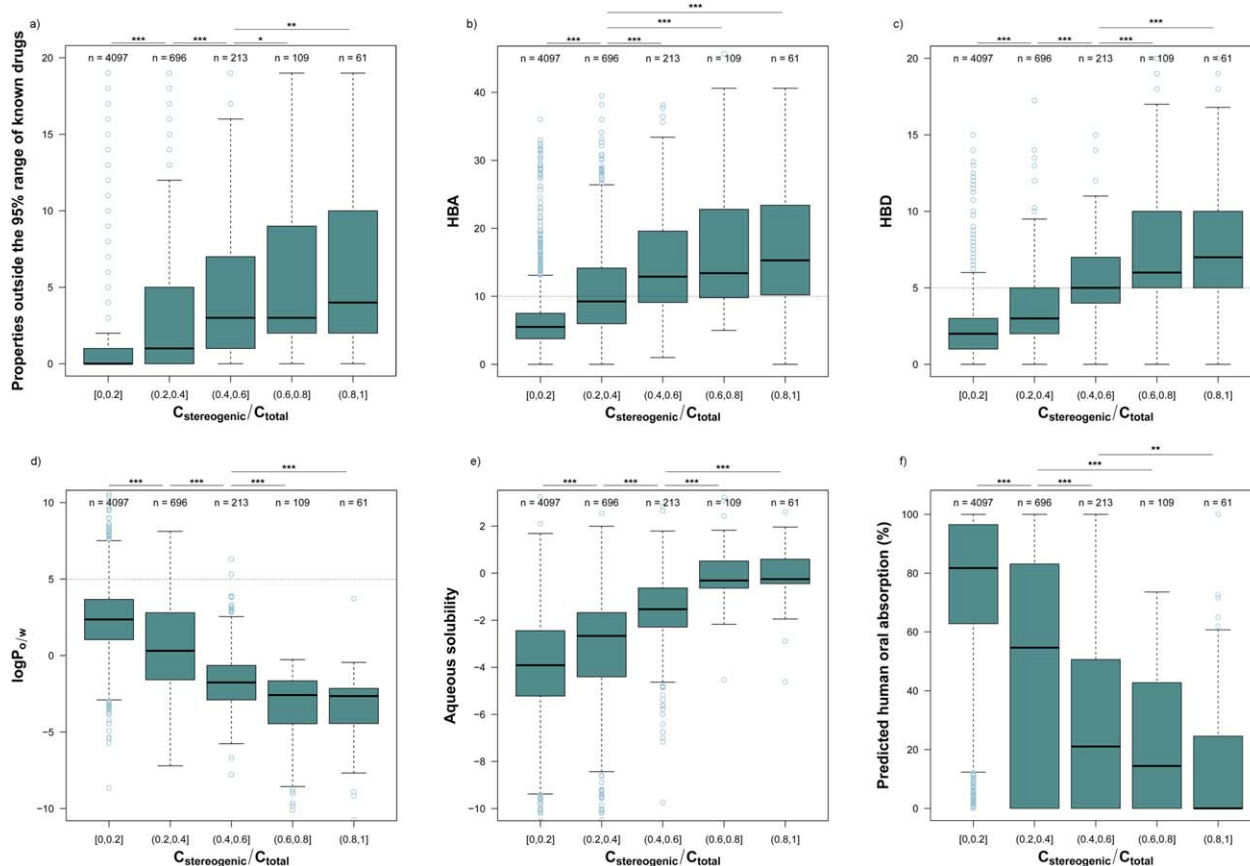 a)
**
***
***
*
n = 4097
n = 696
n = 213
n = 109
n = 61
20
15
10
5
0
Properties outside the 95% range of known drugs
[0,0.2]
(0.2,0.4]
(0.4,0.6]
(0.6,0.8]
(0.8,1]
Cstereogenic/Ctotal
b)
***
***
***
***
n = 4097
n = 696
n = 213
n = 109
n = 61
40
30
20
10
0
HBA
[0,0.2]
(0.2,0.4]
(0.4,0.6]
(0.6,0.8]
(0.8,1]
Cstereogenic/Ctotal
c)
***
***
***
***
n = 4097
n = 696
n = 213
n = 109
n = 61
20
15
10
5
0
HBD
[0,0.2]
(0.2,0.4]
(0.4,0.6]
(0.6,0.8]
(0.8,1]
Cstereogenic/Ctotal
d)
***
***
***
***
n = 4097
n = 696
n = 213
n = 109
n = 61
10
5
0
−5
−10
logPo/w
[0,0.2]
(0.2,0.4]
(0.4,0.6]
(0.6,0.8]
(0.8,1]
Cstereogenic/Ctotal
e)
***
***
***
***
n = 4097
n = 696
n = 213
n = 109
n = 61
2
0
−2
−4
−6
−8
−10
Aqueous solubility
[0,0.2]
(0.2,0.4]
(0.4,0.6]
(0.6,0.8]
(0.8,1]
Cstereogenic/Ctotal
f)
**
***
***
***
n = 4097
n = 696
n = 213
n = 109
n = 61
100
80
60
40
20
0
Predicted human oral absorption (%)
[0,0.2]
(0.2,0.4]
(0.4,0.6]
(0.6,0.8]
(0.8,1]
Cstereogenic/Ctotal